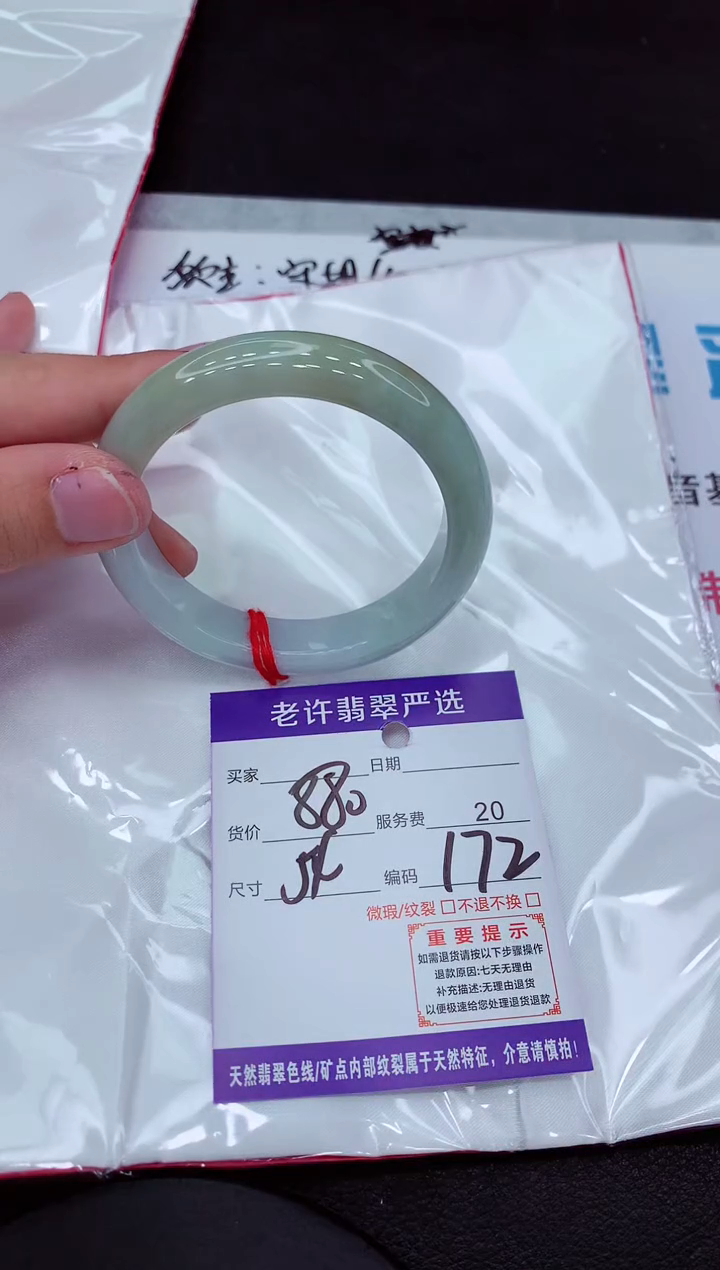 老许翡翠严选
买家 日期
货价 880 服务费 20
尺寸 编码 172
微瑕/纹裂 □不退不换 □
重要提示
如需退货请按以下步骤操作
退款原因:七天无理由
补充描述:无理由退货
以便极速给您处理退货退款
天然翡翠色线/矿点内部纹裂属于天然特征，介意请慎拍!